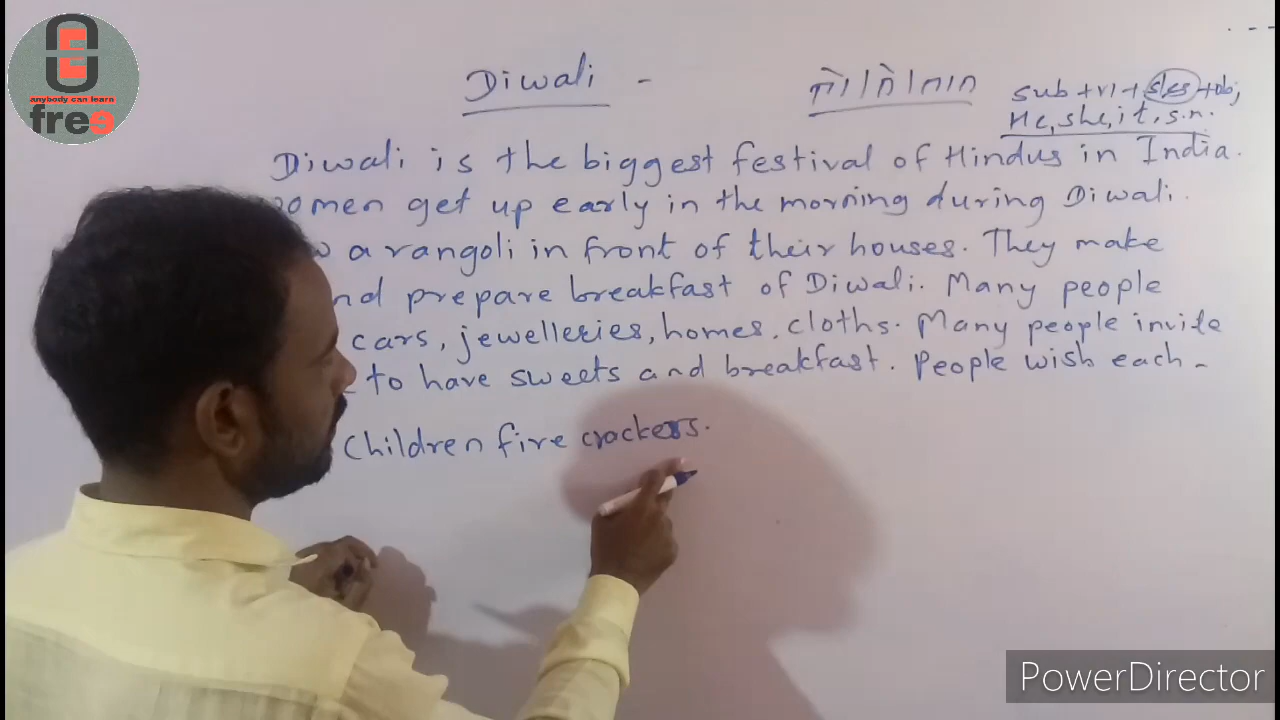 E
anybody can learn
free
Diwali - तो/ते/तात sub + v1 + s/es + obj
He, she, it, s.n.
Diwali is the biggest festival of Hindus in India.
women get up early in the morning during Diwali.
a rangoli in front of their houses. They make
prepare breakfast of Diwali. Many people
cars, jewelleries, homes, cloths. Many people invite
to have sweets and breakfast. People wish each-
Children fire crackers.
PowerDirector